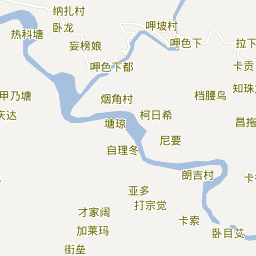 纳扎村
卧龙
热科塘
妄榜娘
呷坡村
呷色下
拉下
呷色下都
卡贡
知珠
甲乃塘
烟角村
档腰鸟
庆达
塘琼
柯日希
昌拖
自理冬
尼要
朗吉村
卡
亚多
打宗党
才家阔
卡索
加莱玛
卧目艾
街垒